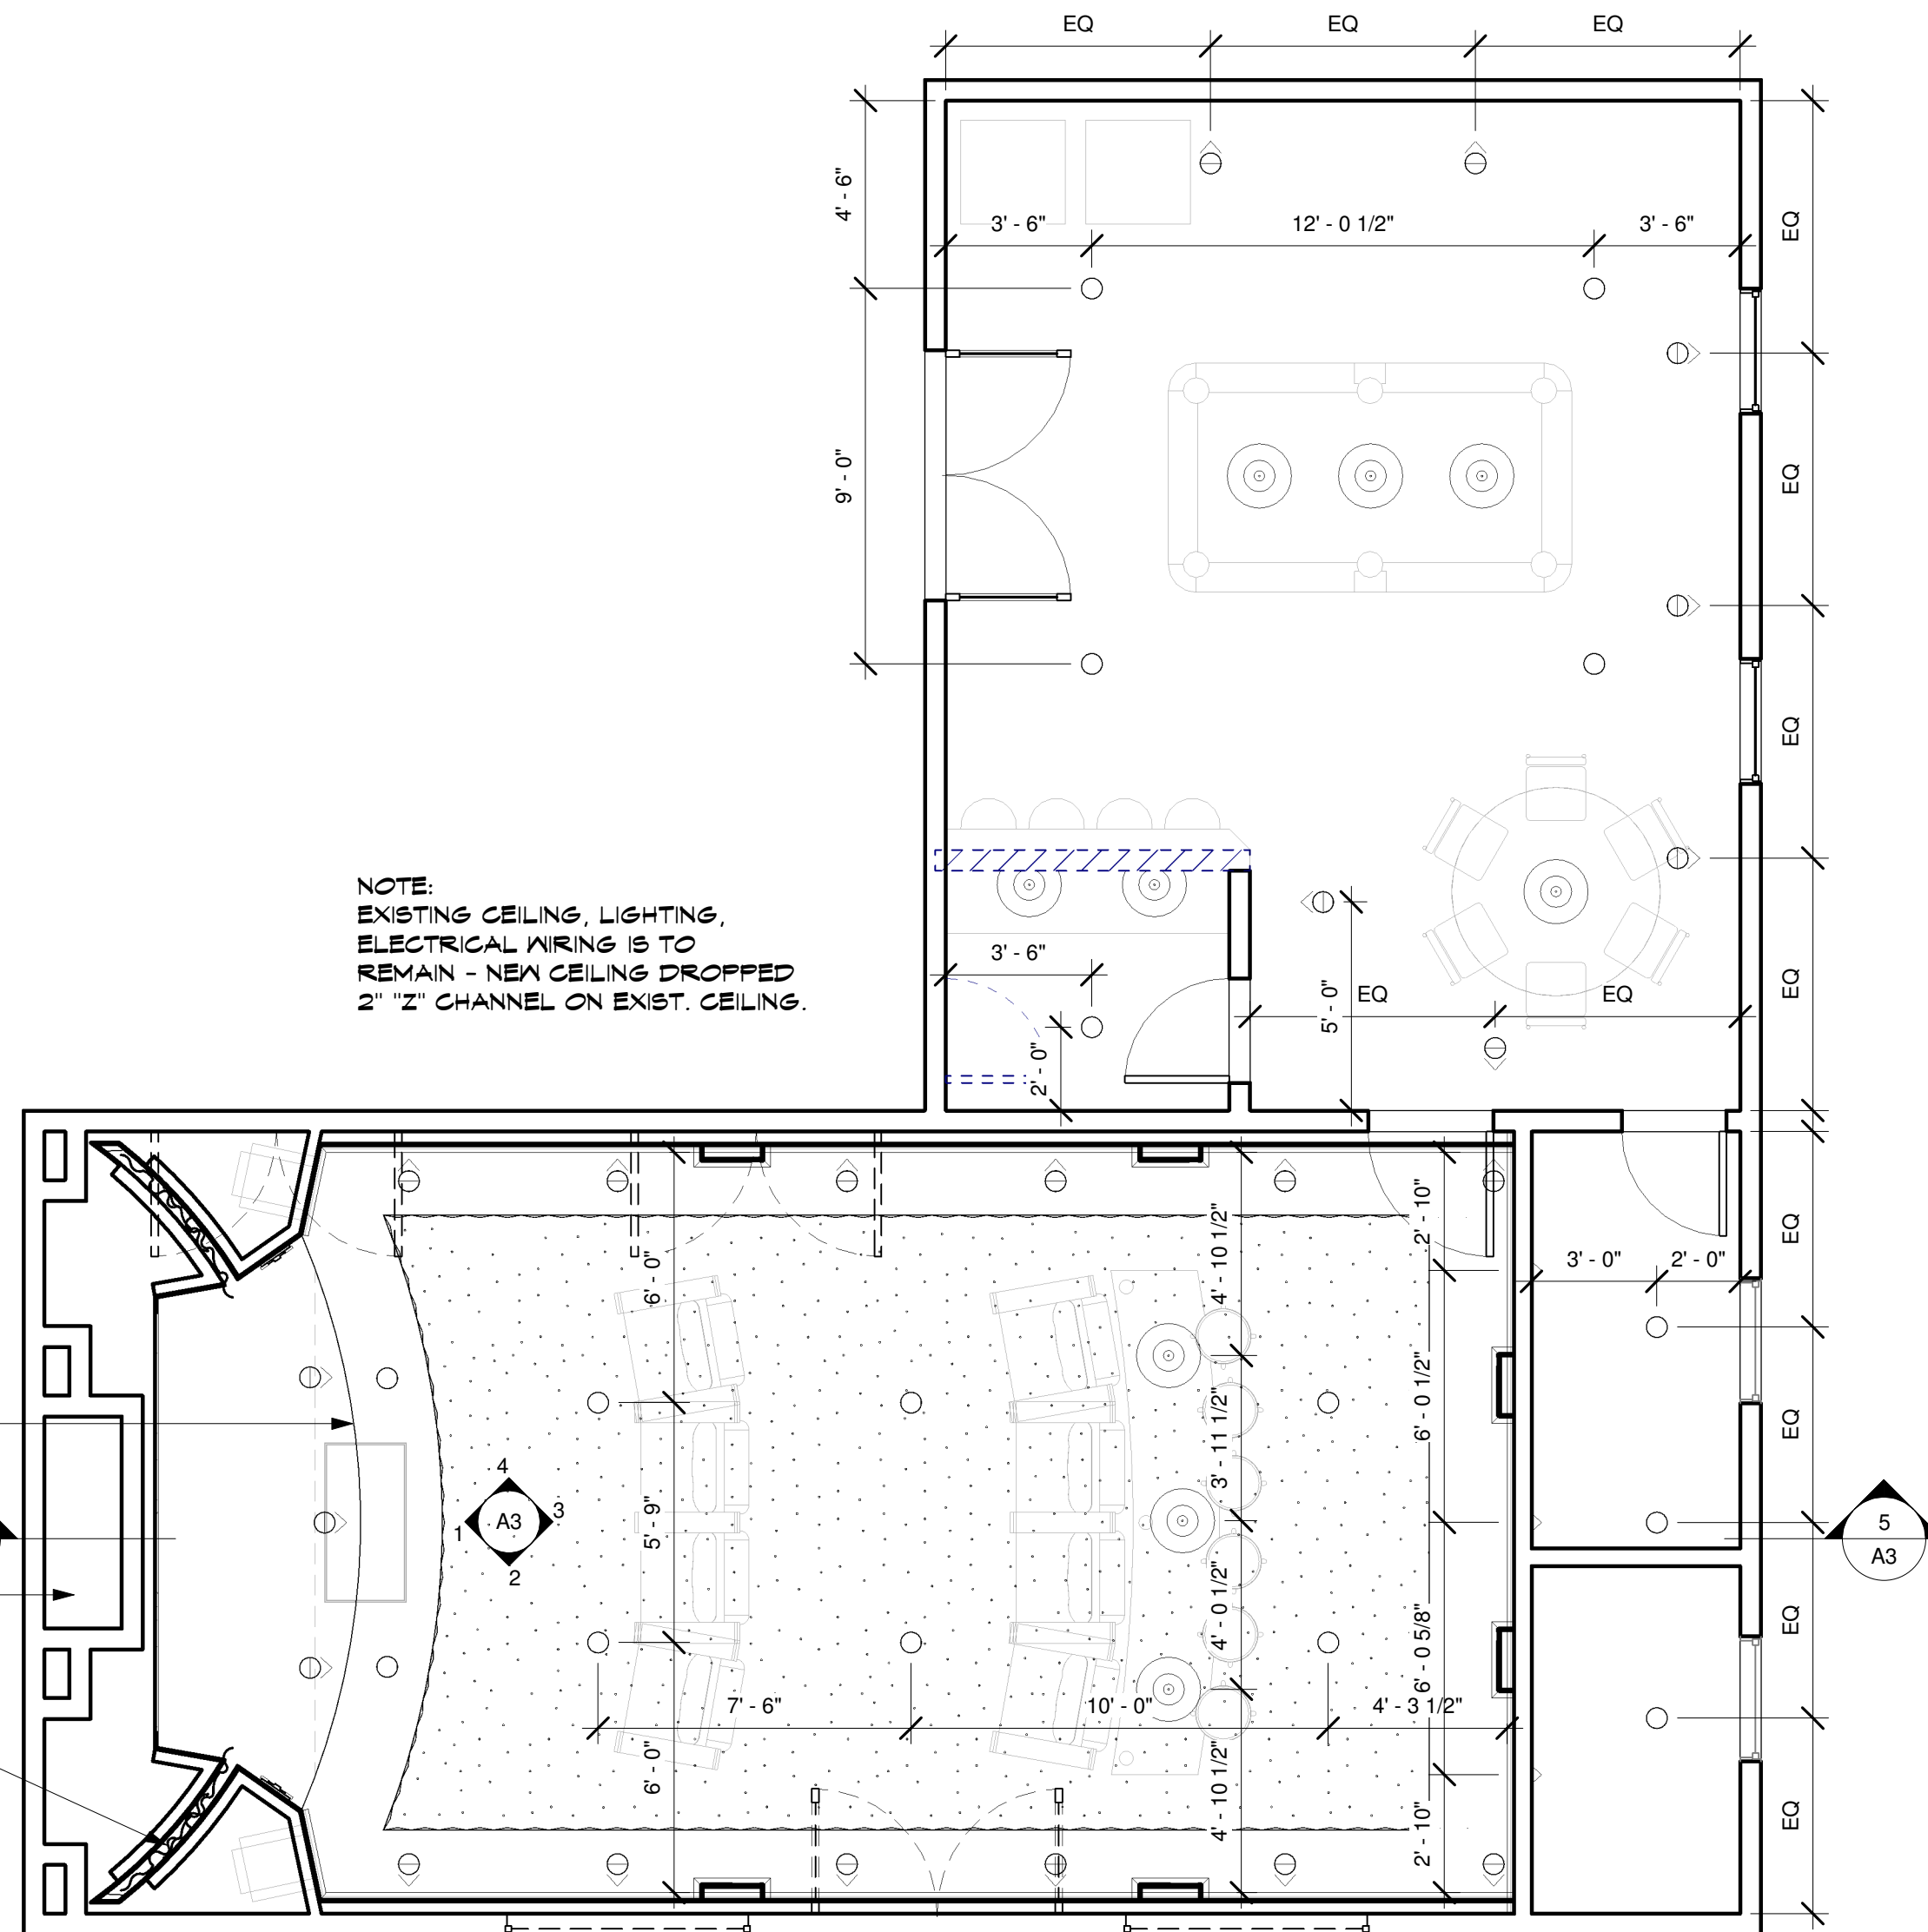 EQ EQ EQ
4' - 6"
3' - 6" 12' - 0 1/2" 3' - 6"
EQ
9' - 0"
EQ
EQ
NOTE:
EXISTING CEILING, LIGHTING,
ELECTRICAL WIRING IS TO
REMAIN - NEW CEILING DROPPED
2" "Z" CHANNEL ON EXIST. CEILING.
3' - 6"
2' - 0"
5' - 0"
EQ EQ
EQ
6' - 0"
4' - 10 1/2"
2' - 10"
3' - 0" 2' - 0"
EQ
3' - 11 1/2"
6' - 0 1/2"
EQ
4
1 A3 3
2
5' - 9"
5
A3
4' - 0 1/2"
6' - 0 5/8"
EQ
7' - 6" 10' - 0" 4' - 3 1/2"
6' - 0"
4' - 10 1/2"
2' - 10"
EQ